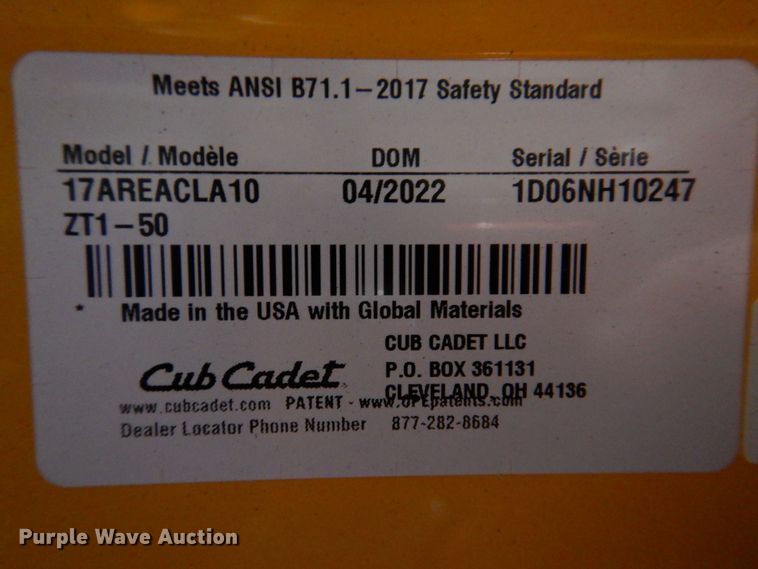 Meets ANSI B71.1-2017 Safety Standard
Model / Modèle DOM Serial / Série
17AREACLA10 04/2022 1D06NH10247
ZT1-50
* Made in the USA with Global Materials
CUB CADET LLC
P.O. BOX 361131
CLEVELAND, OH 44136
Cub Cadet
www.cubcadet.com PATENT - www.OPEpatents.com
Dealer Locator Phone Number 877-282-8684
Purple Wave Auction